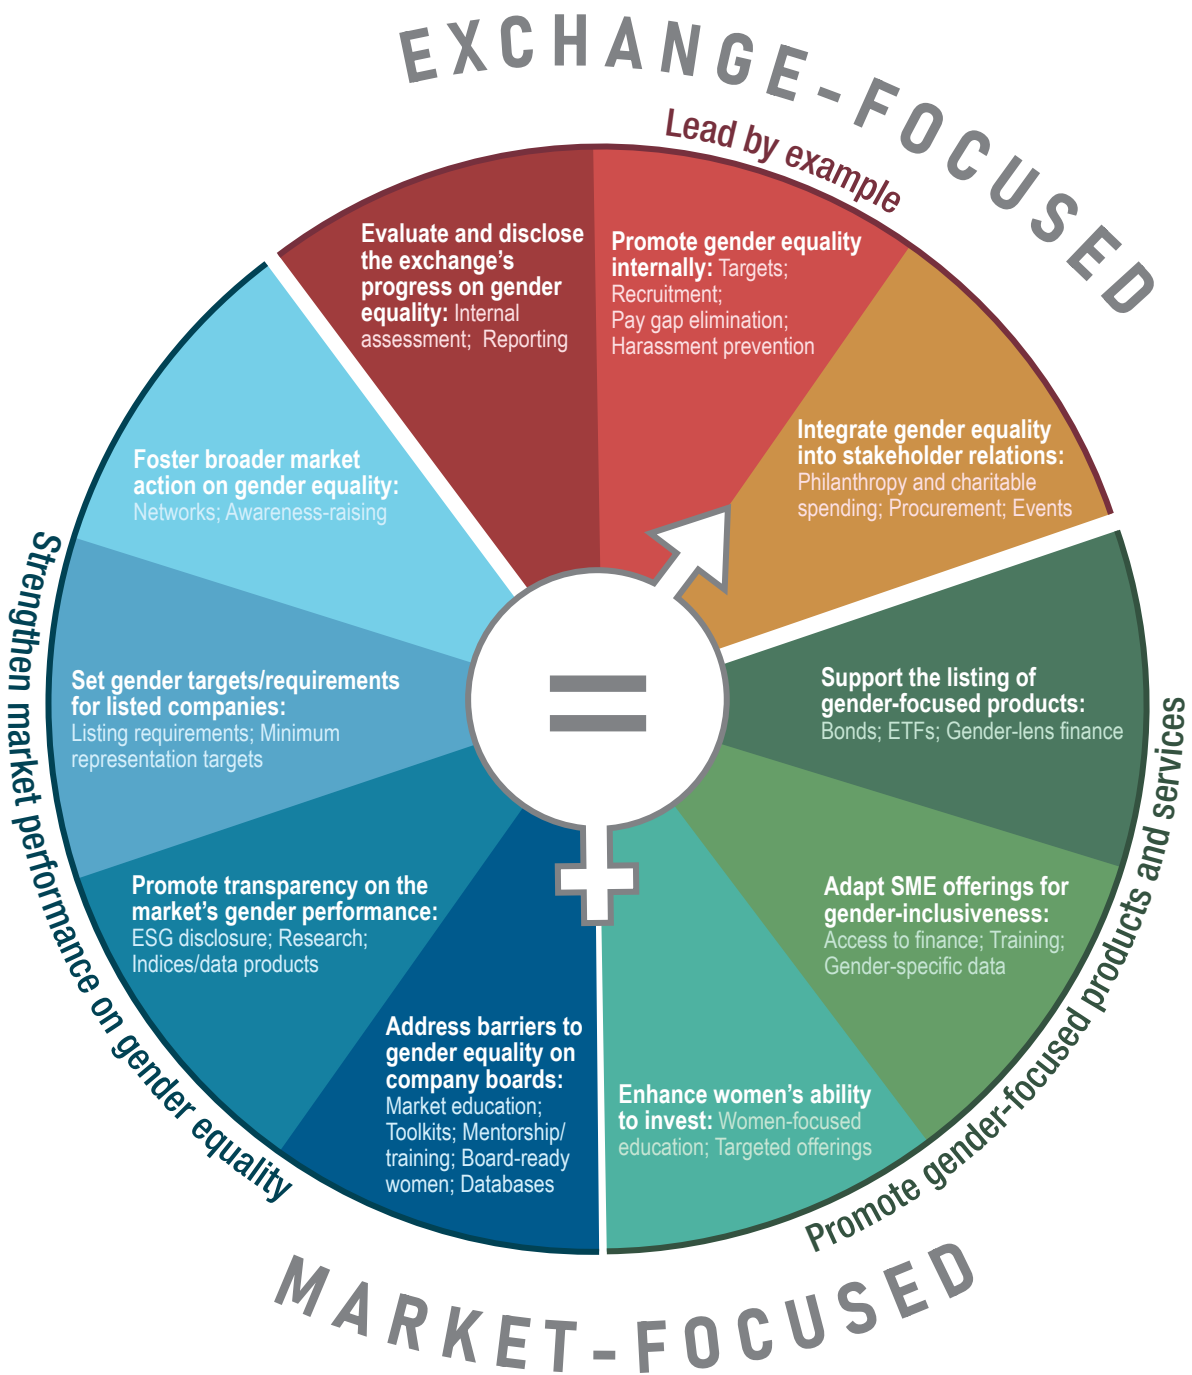 EXCHANGE-FOCUSED
Lead by example
Evaluate and disclose
the exchange’s
progress on gender
equality: Internal
assessment; Reporting
Promote gender equality
internally: Targets;
Recruitment;
Pay gap elimination;
Harassment prevention
Integrate gender equality
into stakeholder relations:
Philanthropy and charitable
spending; Procurement; Events
Support the listing of
gender-focused products:
Bonds; ETFs; Gender-lens finance
Adapt SME offerings for
gender-inclusiveness:
Access to finance; Training;
Gender-specific data
Enhance women’s ability
to invest: Women-focused
education; Targeted offerings
Promote gender-focused products and services
Address barriers to
gender equality on
company boards:
Market education;
Toolkits; Mentorship/
training; Board-ready
women; Databases
Promote transparency on the
market’s gender performance:
ESG disclosure; Research;
Indices/data products
Set gender targets/requirements
for listed companies:
Listing requirements; Minimum
representation targets
Foster broader market
action on gender equality:
Networks; Awareness-raising
Strengthen market performance on gender equality
=
MARKET-FOCUSED